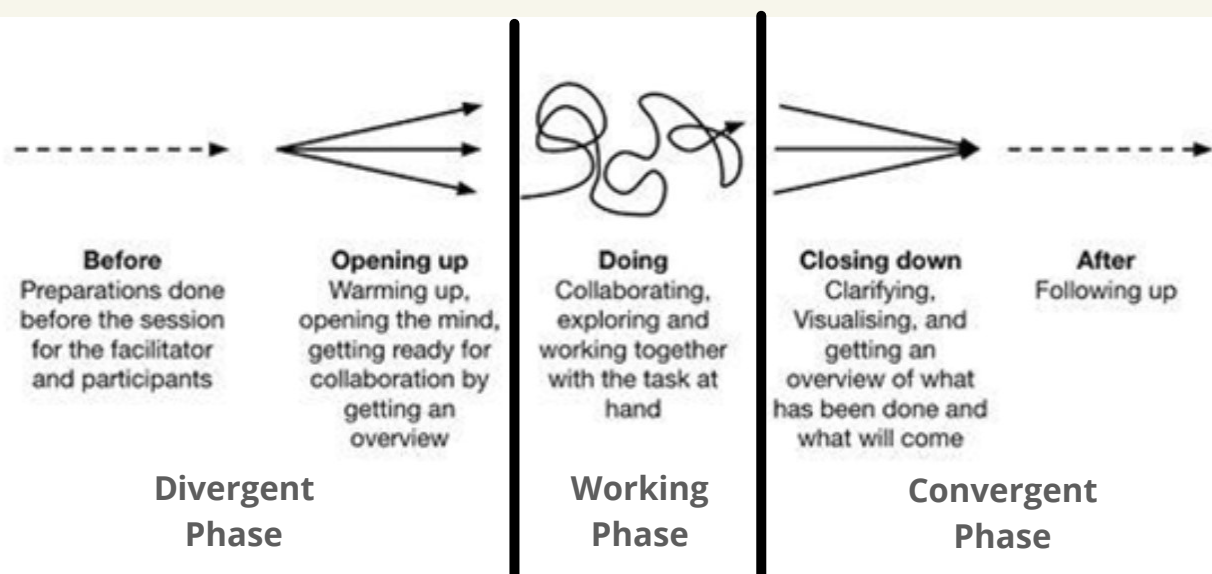 Before
Preparations done
before the session
for the facilitator
and participants
Opening up
Warming up,
opening the mind,
getting ready for
collaboration by
getting an
overview
Doing
Collaborating,
exploring and
working together
with the task at
hand
Closing down
Clarifying,
Visualising, and
getting an
overview of what
has been done and
what will come
After
Following up
Divergent
Phase
Working
Phase
Convergent
Phase